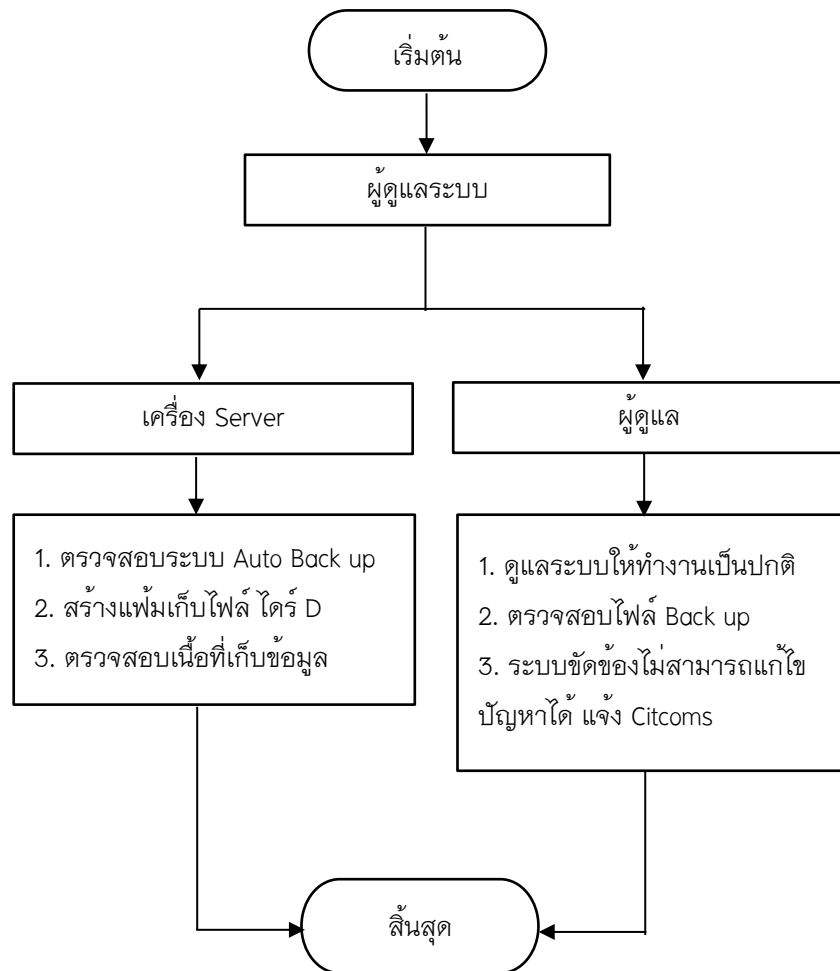 เริ่มต้น
ผู้ดูแลระบบ
เครื่อง Server
ผู้ดูแล
1. ตรวจสอบระบบ Auto Back up
2. สร้างแฟ้มเก็บไฟล์ ไดร์ D
3. ตรวจสอบเนื้อที่เก็บข้อมูล
1. ดูแลระบบให้ทำงานเป็นปกติ
2. ตรวจสอบไฟล์ Back up
3. ระบบขัดข้องไม่สามารถแก้ไข
ปัญหาได้ แจ้ง Citcoms
สิ้นสุด